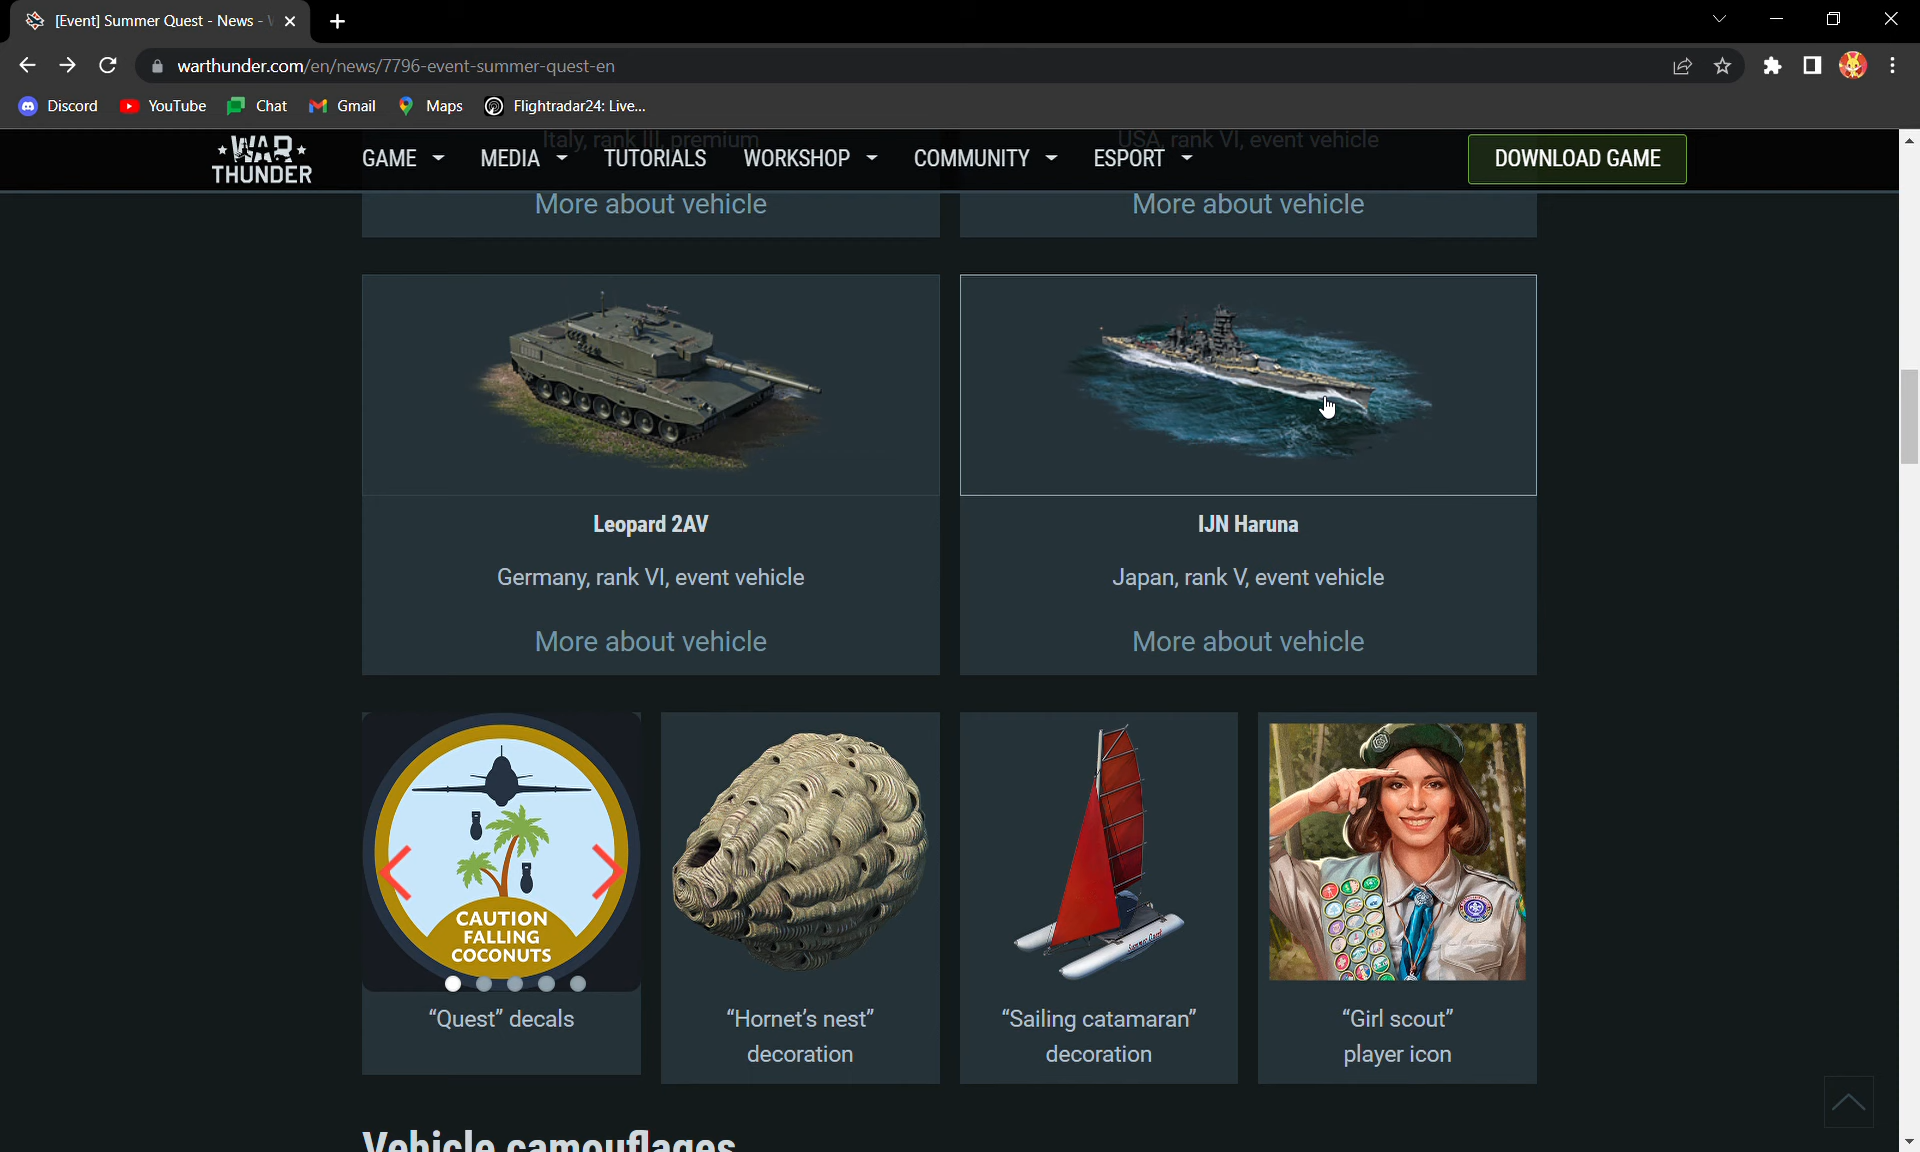 [Event] Summer Quest - News -
warthunder.com/en/news/7796-event-summer-quest-en
Discord YouTube Chat Gmail Maps Flightradar24: Live...
WAR THUNDER
GAME MEDIA TUTORIALS WORKSHOP COMMUNITY ESPORT DOWNLOAD GAME
Italy, rank III, premium
USA, rank VI, event vehicle
More about vehicle
More about vehicle
Leopard 2AV
Germany, rank VI, event vehicle
More about vehicle
IJN Haruna
Japan, rank V, event vehicle
More about vehicle
CAUTION
FALLING
COCONUTS
“Quest” decals
“Hornet’s nest”
decoration
Summer Quest
“Sailing catamaran”
decoration
“Girl scout”
player icon
Vehicle camouflages